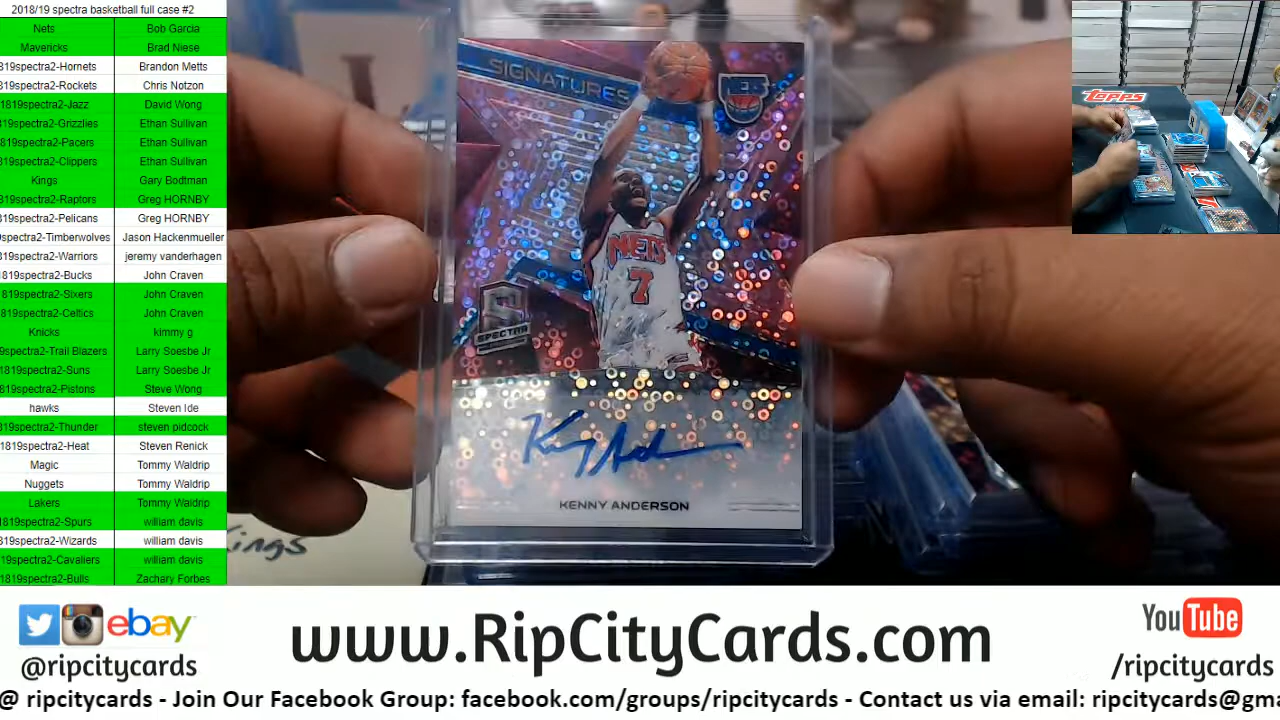 2018/19 spectra basketball full case #2
Nets Bob Garcia
Mavericks Brad Niese
819spectra2-Hornets Brandon Metts
819spectra2-Rockets Chris Notzon
1819spectra2-Jazz David Wong
819spectra2-Grizzlies Ethan Sullivan
819spectra2-Pacers Ethan Sullivan
819spectra2-Clippers Ethan Sullivan
Kings Gary Bodtman
819spectra2-Raptors Greg HORNBY
819spectra2-Pelicans Greg HORNBY
9spectra2-Timberwolves Jason Hackenmueller
819spectra2-Warriors jeremy vanderhagen
819spectra2-Bucks John Craven
819spectra2-Sixers John Craven
819spectra2-Celtics John Craven
Knicks kimmy g
9spectra2-Trail Blazers Larry Soesbe Jr
819spectra2-Suns Larry Soesbe Jr
819spectra2-Pistons Steve Wong
hawks Steven Ide
819spectra2-Thunder steven pidcock
1819spectra2-Heat Steven Renick
Magic Tommy Waldrip
Nuggets Tommy Waldrip
Lakers Tommy Waldrip
1819spectra2-Spurs william davis
819spectra2-Wizards william davis
19spectra2-Cavaliers william davis
1819spectra2-Bulls Zachary Forbes
SIGNATURES
NETS
NETS
7
SPECTRA
Kenny Anderson
KENNY ANDERSON
Kings
TOPPS
ebay
@ripcitycards
www.RipCityCards.com
YouTube
/ripcitycards
@ ripcitycards - Join Our Facebook Group: facebook.com/groups/ripcitycards - Contact us via email: ripcitycards@gma